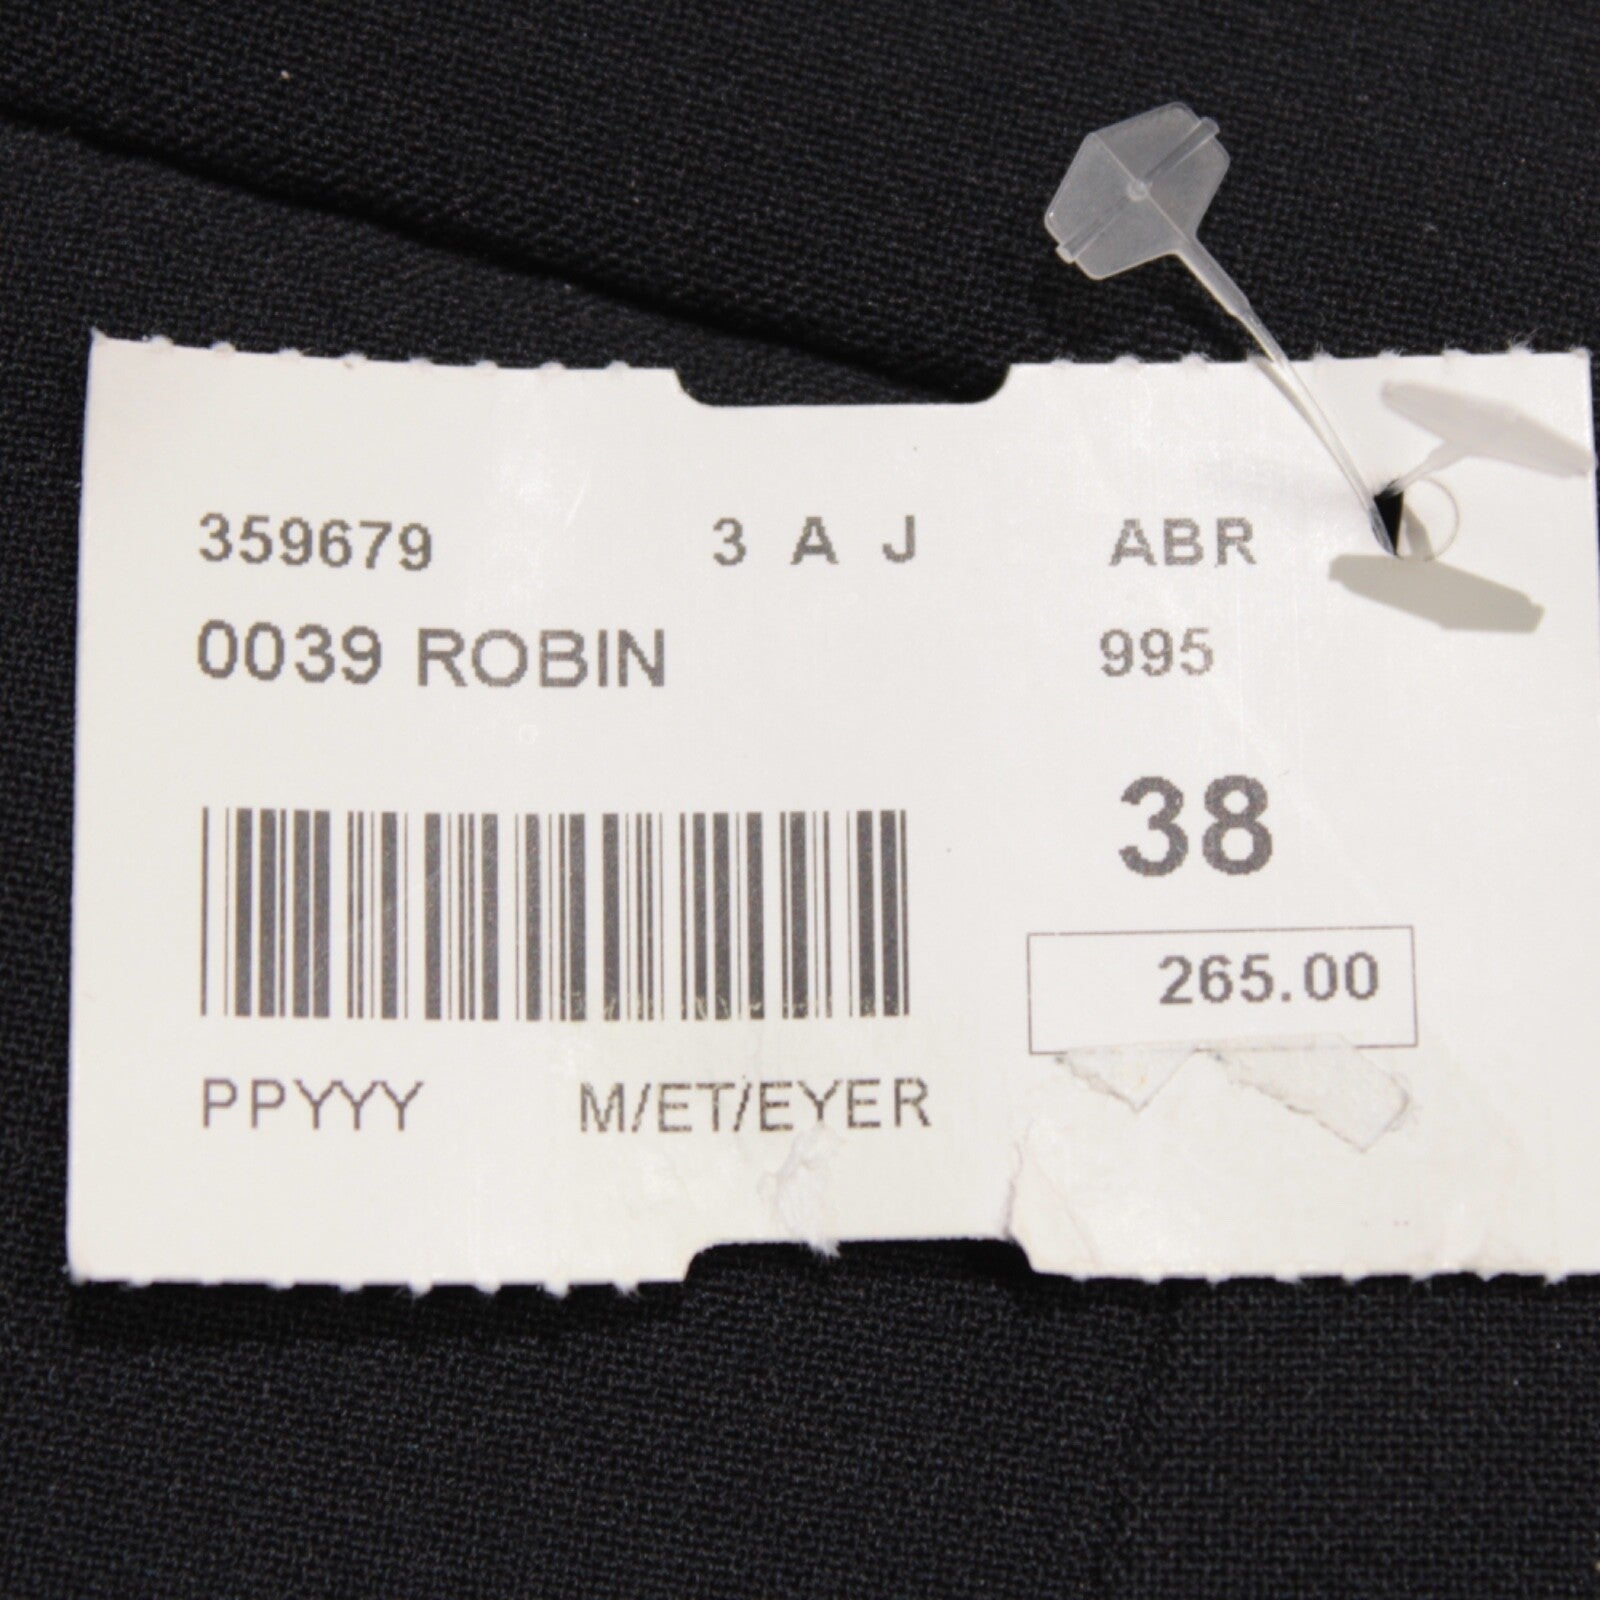 359679 3 A J ABR
0039 ROBIN 995
38
265.00
PPYYY M/ET/EYER